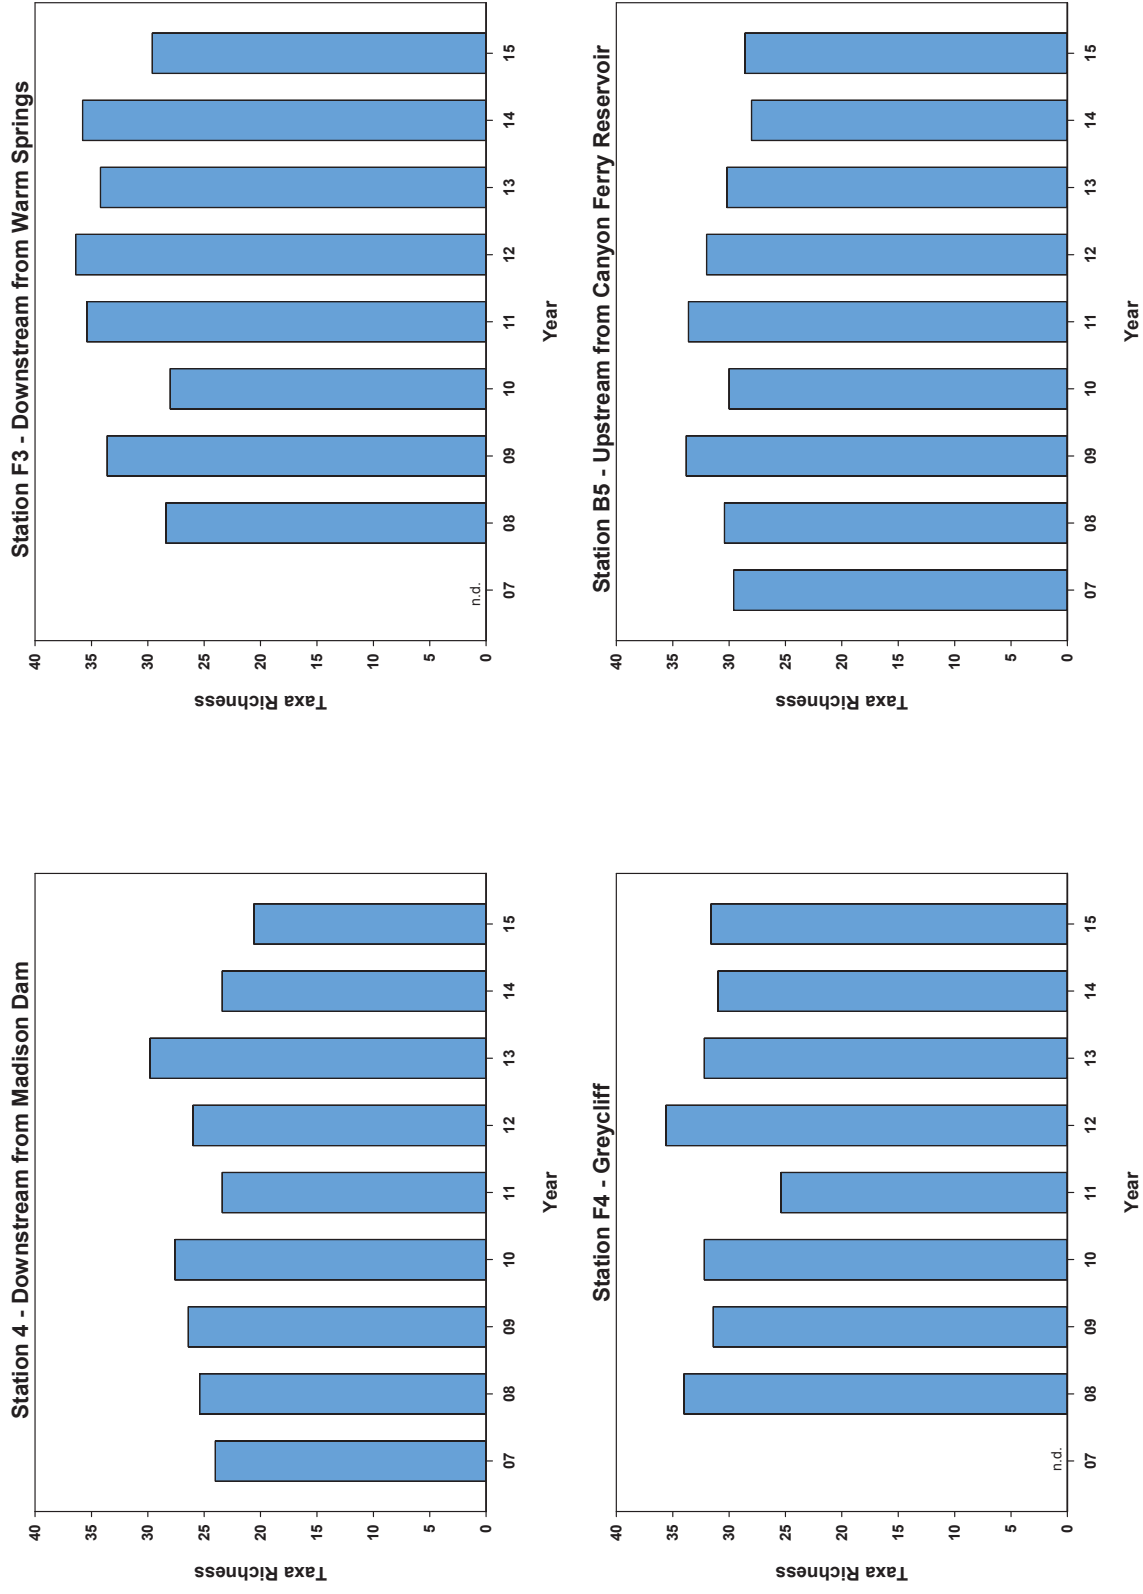 Station 4 - Downstream from Madison Dam
Taxa Richness
40
35
30
25
20
15
10
5
0
07 08 09 10 11 12 13 14 15
Year
Station F3 - Downstream from Warm Springs
Taxa Richness
40
35
30
25
20
15
10
5
0
n.d.
07 08 09 10 11 12 13 14 15
Year
Station F4 - Greycliff
Taxa Richness
40
35
30
25
20
15
10
5
0
n.d.
07 08 09 10 11 12 13 14 15
Year
Station B5 - Upstream from Canyon Ferry Reservoir
Taxa Richness
40
35
30
25
20
15
10
5
0
07 08 09 10 11 12 13 14 15
Year